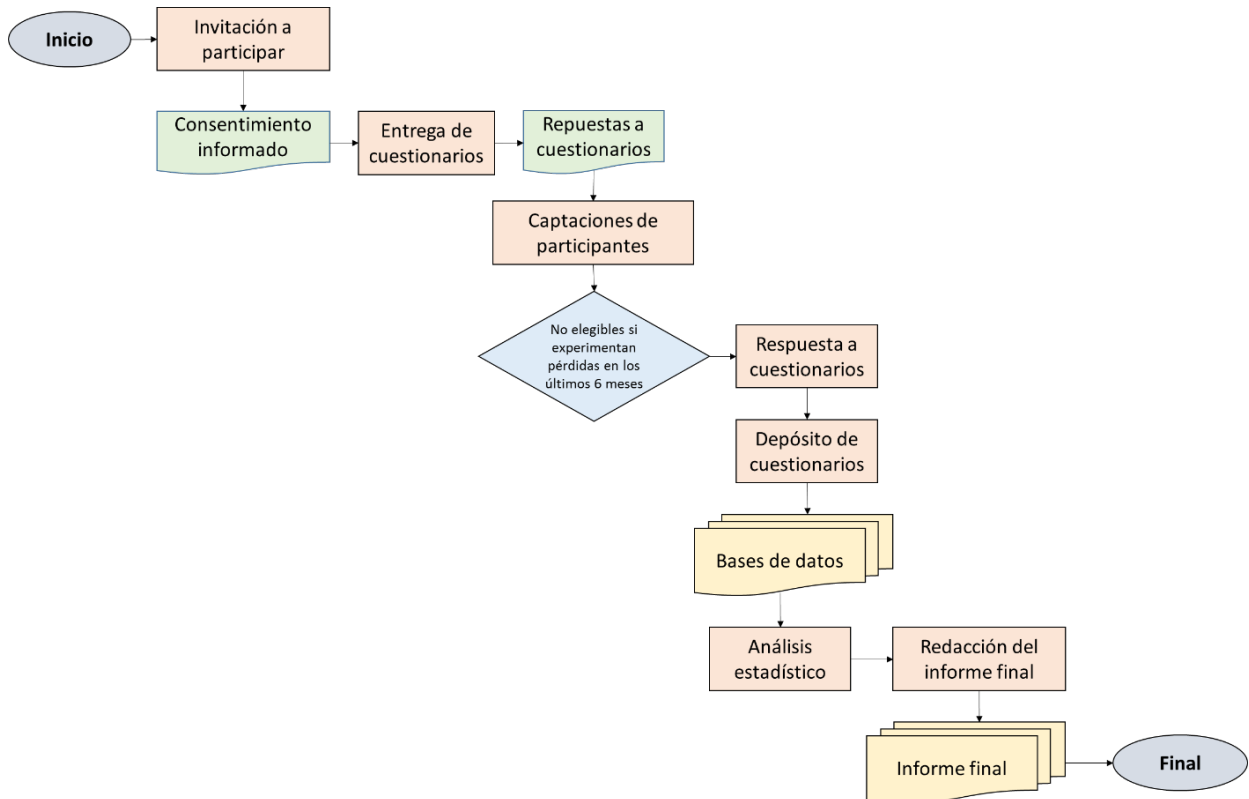 Inicio
Invitación a
participar
Consentimiento
informado
Entrega de
cuestionarios
Repuestas a
cuestionarios
Captaciones de
participantes
No elegibles si
experimentan
pérdidas en los
últimos 6 meses
Respuesta a
cuestionarios
Depósito de
cuestionarios
Bases de datos
Análisis
estadístico
Redacción del
informe final
Informe final
Final